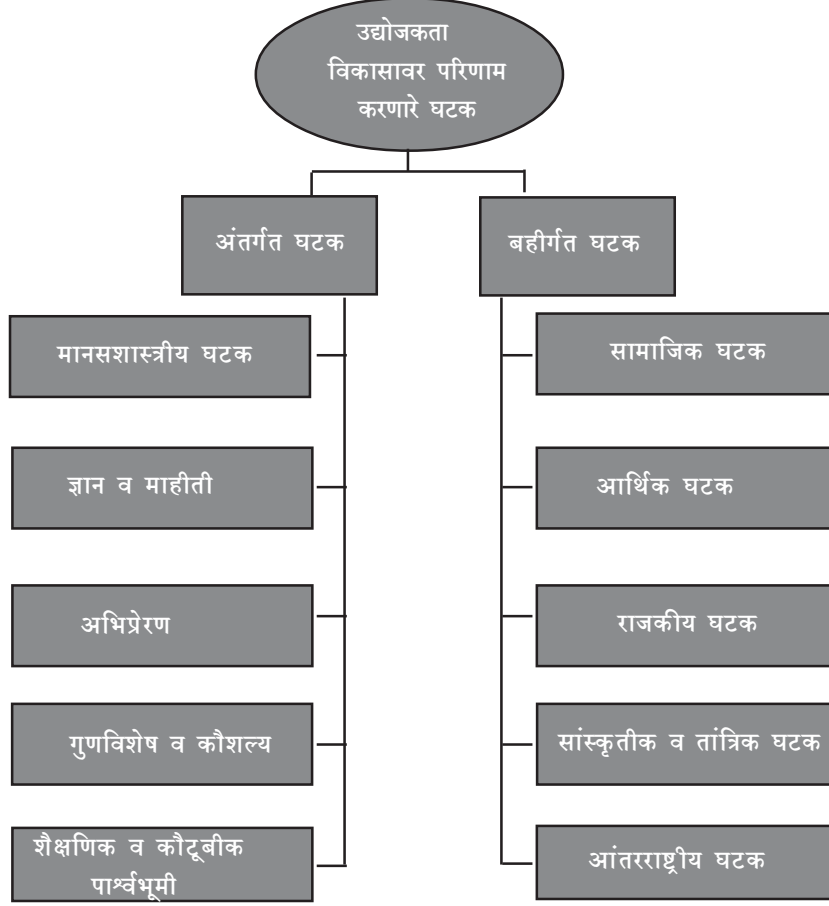 उद्योजकता
विकासावर परिणाम
करणारे घटक
अंतर्गत घटक
बहीर्गत घटक
मानसशास्त्रीय घटक
सामाजिक घटक
ज्ञान व माहीती
आर्थिक घटक
अभिप्रेरण
राजकीय घटक
गुणविशेष व कौशल्य
सांस्कृतीक व तांत्रिक घटक
शैक्षणिक व कौटूबीक
पार्श्वभूमी
आंतरराष्ट्रीय घटक